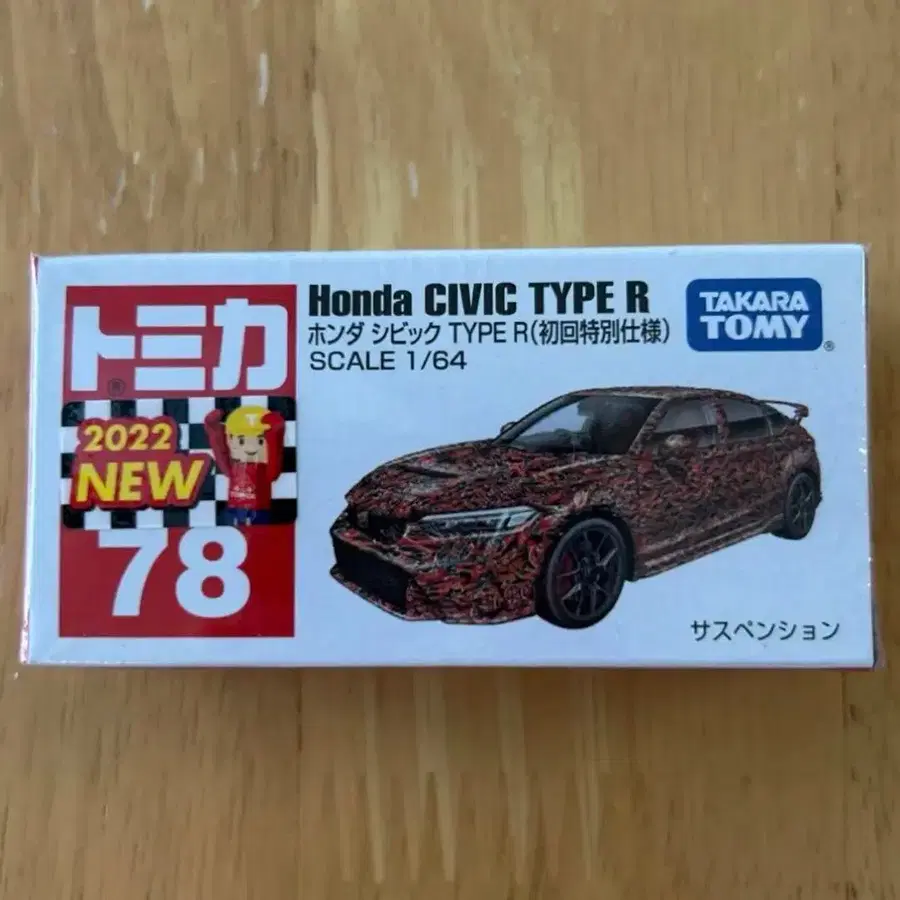 トミカ
®
2022
NEW
78
Honda CIVIC TYPE R
ホンダ シビック TYPE R(初回特別仕様)
SCALE 1/64
TAKARA
TOMY
®
サスペンション